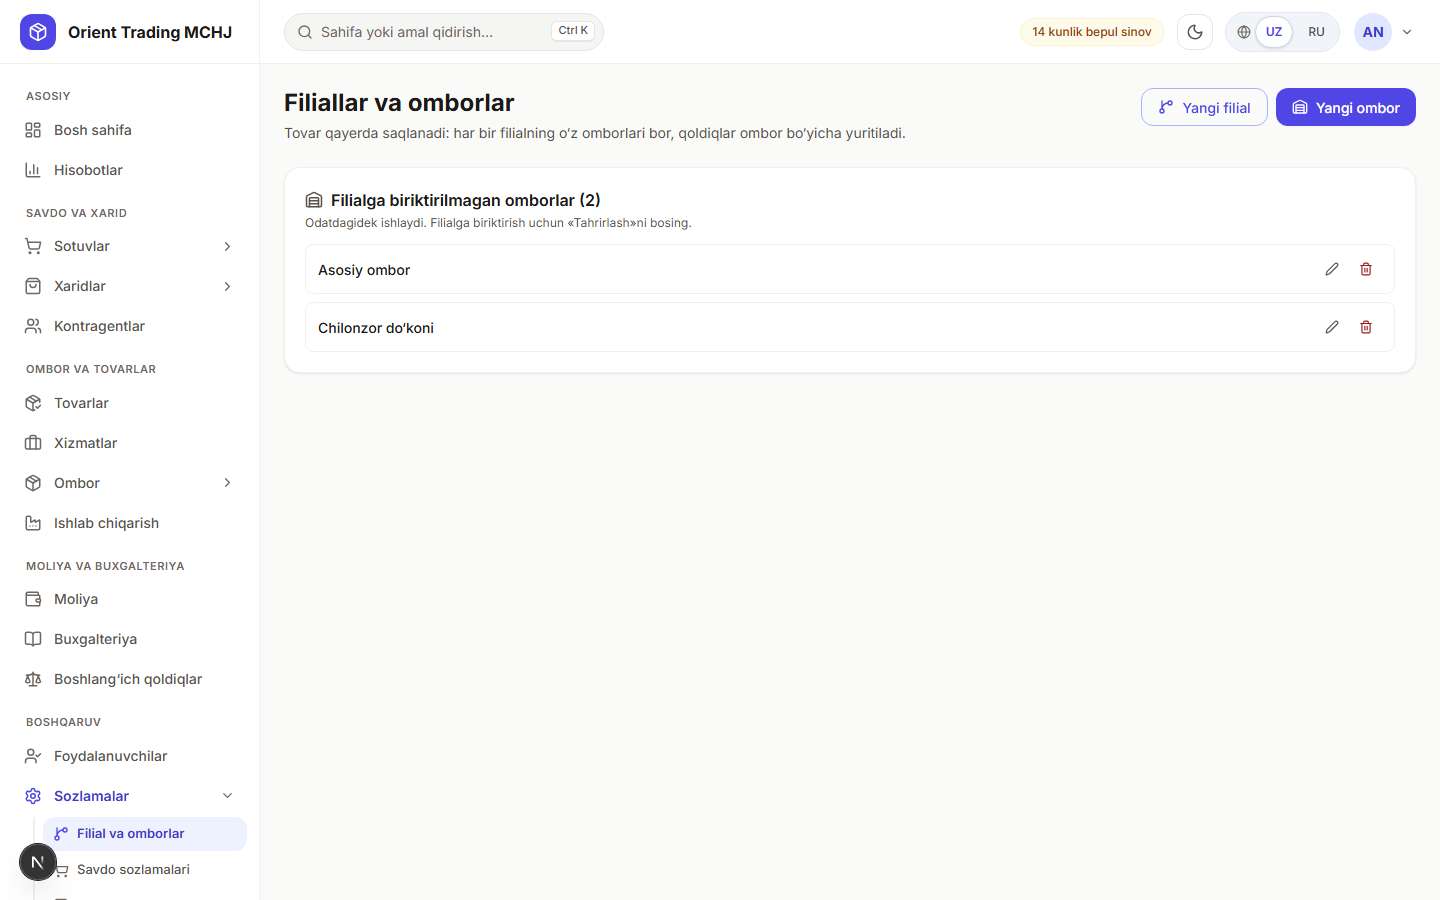 Orient Trading MCHJ
Sahifa yoki amal qidirish...
Ctrl K
14 kunlik bepul sinov
UZ
RU
AN
ASOSIY
Bosh sahifa
Hisobotlar
SAVDO VA XARID
Sotuvlar
Xaridlar
Kontragentlar
OMBOR VA TOVARLAR
Tovarlar
Xizmatlar
Ombor
Ishlab chiqarish
MOLIYA VA BUXGALTERIYA
Moliya
Buxgalteriya
Boshlang‘ich qoldiqlar
BOSHQARUV
Foydalanuvchilar
Sozlamalar
Filial va omborlar
Savdo sozlamalari
N
Filiallar va omborlar
Tovar qayerda saqlanadi: har bir filialning o‘z omborlari bor, qoldiqlar ombor bo‘yicha yuritiladi.
Yangi filial
Yangi ombor
Filialga biriktirilmagan omborlar (2)
Odatdagidek ishlaydi. Filialga biriktirish uchun «Tahrirlash»ni bosing.
Asosiy ombor
Chilonzor do‘koni